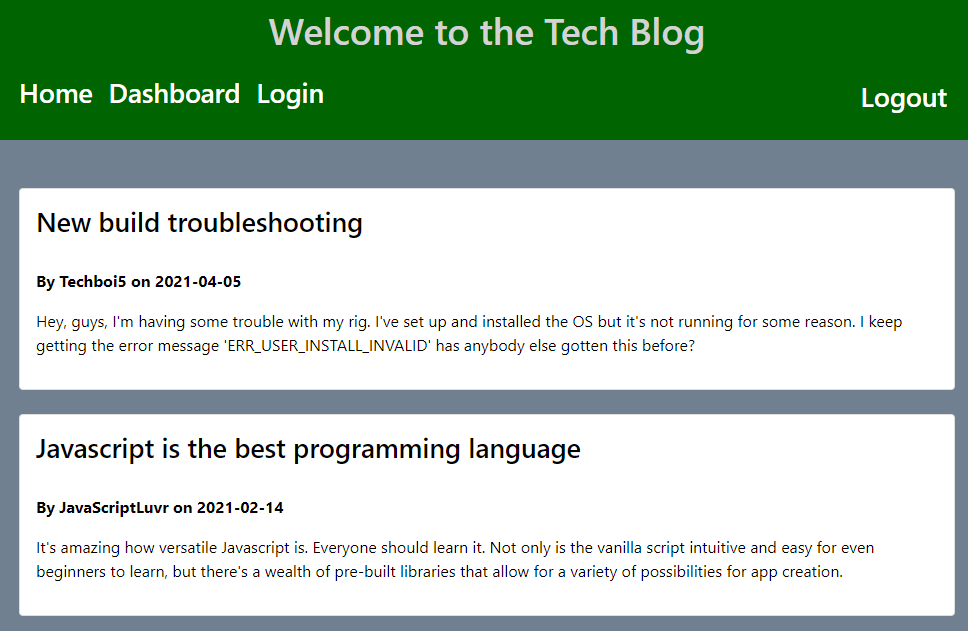 Welcome to the Tech Blog
Home Dashboard Login Logout
New build troubleshooting
By Techboi5 on 2021-04-05
Hey, guys, I'm having some trouble with my rig. I've set up and installed the OS but it's not running for some reason. I keep
getting the error message 'ERR_USER_INSTALL_INVALID' has anybody else gotten this before?
Javascript is the best programming language
By JavaScriptLuvr on 2021-02-14
It's amazing how versatile Javascript is. Everyone should learn it. Not only is the vanilla script intuitive and easy for even
beginners to learn, but there's a wealth of pre-built libraries that allow for a variety of possibilities for app creation.